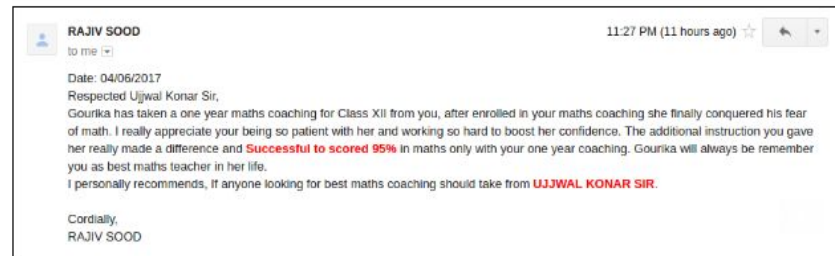 RAJIV SOOD
11:27 PM (11 hours ago)
to me
Date: 04/06/2017
Respected Ujjwal Konar Sir,
Gourika has taken a one year maths coaching for Class XII from you, after enrolled in your maths coaching she finally conquered his fear
of math. I really appreciate your being so patient with her and working so hard to boost her confidence. The additional instruction you gave
her really made a difference and Successful to scored 95% in maths only with your one year coaching. Gourika will always be remember
you as best maths teacher in her life.
I personally recommends, If anyone looking for best maths coaching should take from UJJWAL KONAR SIR.
Cordially,
RAJIV SOOD